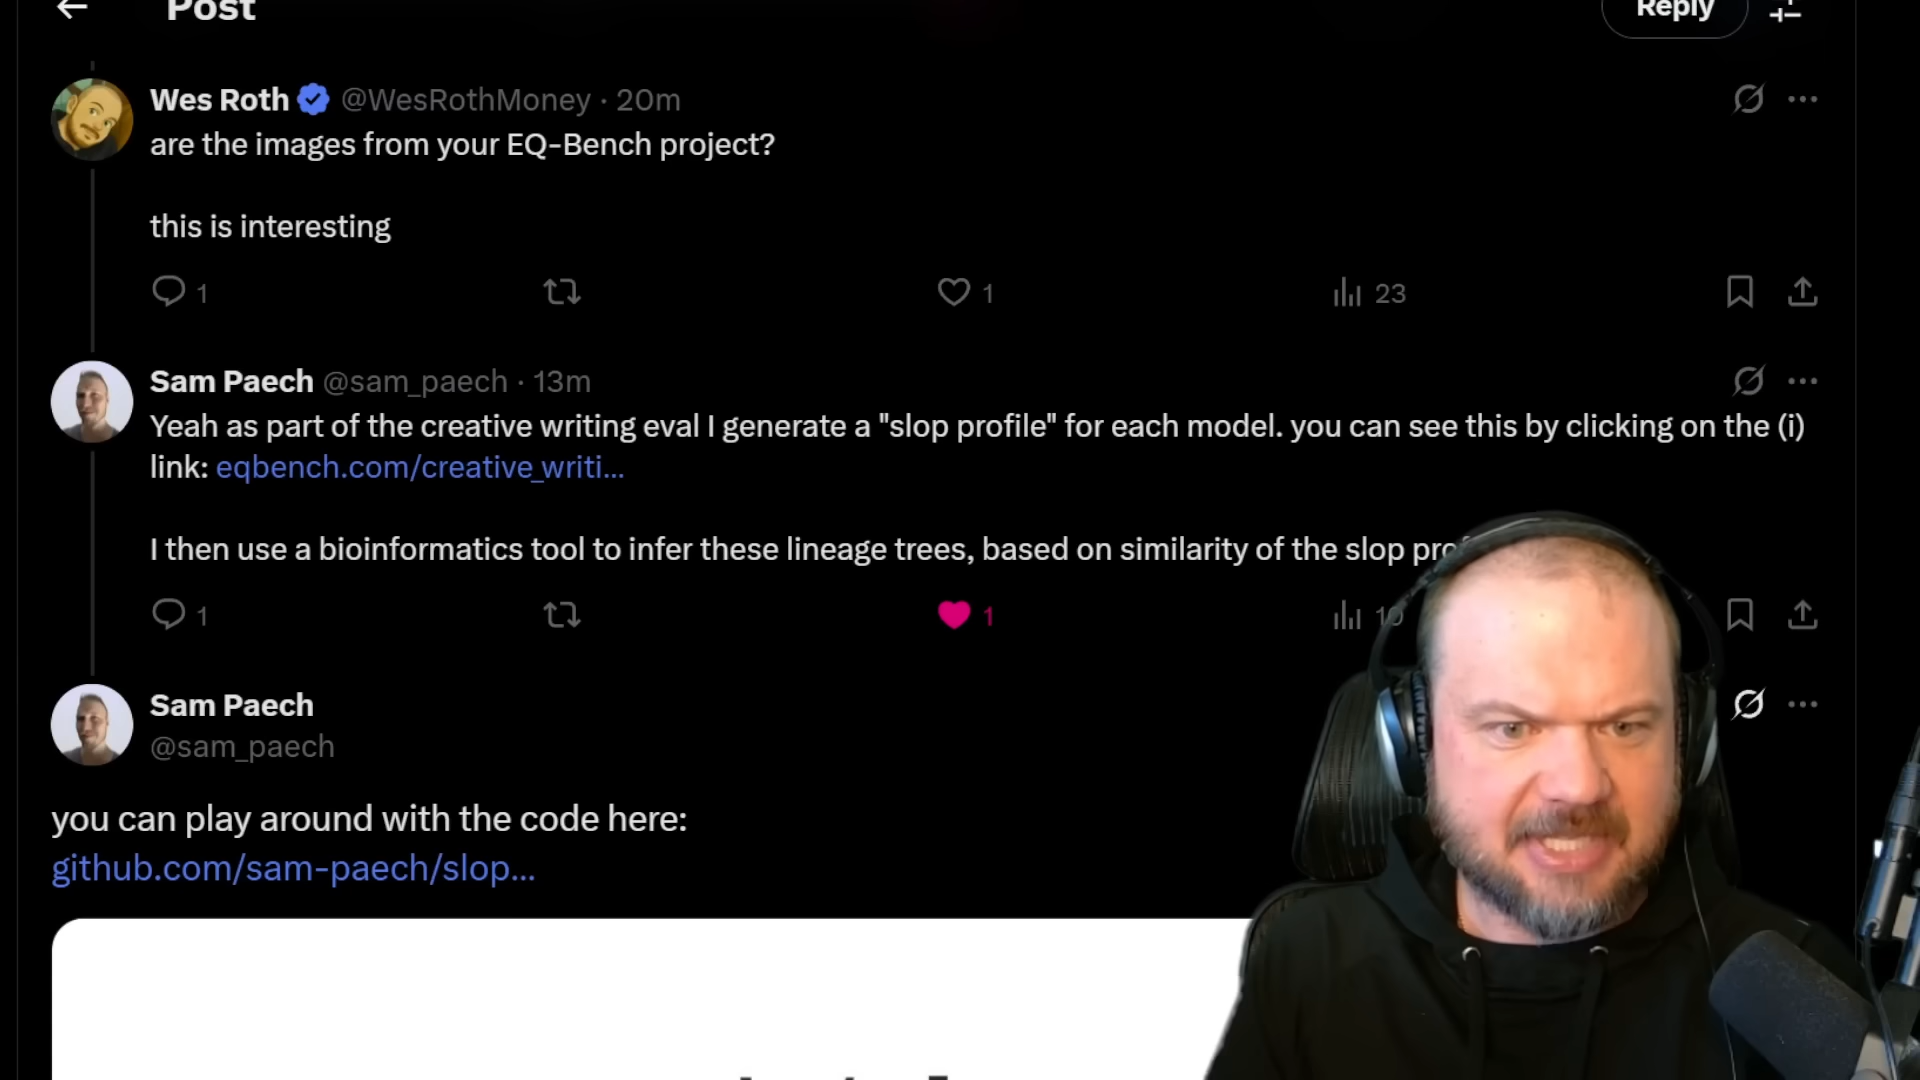 Post
Reply
Wes Roth @WesRothMoney · 20m
are the images from your EQ-Bench project?
this is interesting
1
1
23
Sam Paech @sam_paech · 13m
Yeah as part of the creative writing eval I generate a "slop profile" for each model. you can see this by clicking on the (i)
link: eqbench.com/creative_writi...
I then use a bioinformatics tool to infer these lineage trees, based on similarity of the slop
1
1
Sam Paech
@sam_paech
you can play around with the code here:
github.com/sam-paech/slop...